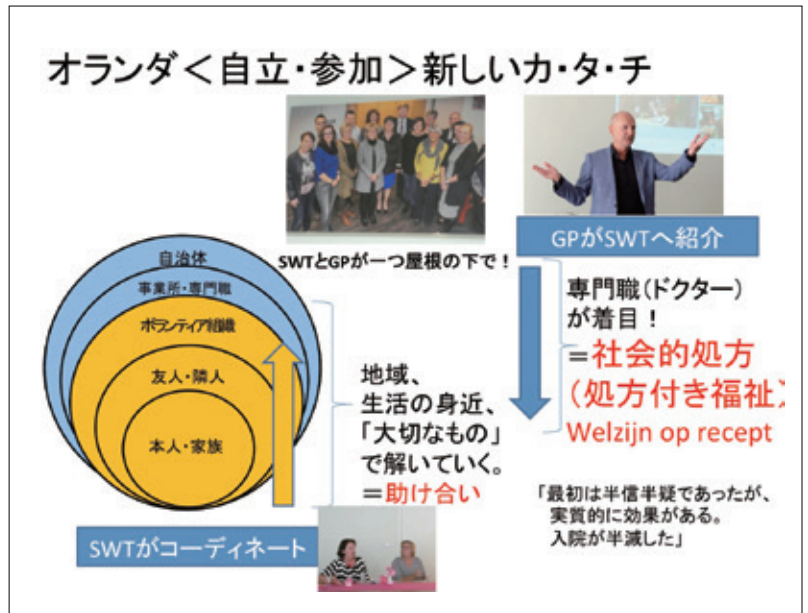 オランダ<自立・参加>新しいカ・タ・チ
SWTとGPが一つ屋根の下で!
GPがSWTへ紹介
自治体
事業所・専門職
ボランティア組織
友人・隣人
本人・家族
地域、
生活の身近、
「大切なもの」
で解いていく。
=助け合い
SWTがコーディネート
専門職(ドクター)
が着目!
=社会的処方
(処方付き福祉)
Welzijn op recept
「最初は半信半疑であったが、
実質的に効果がある。
入院が半減した」